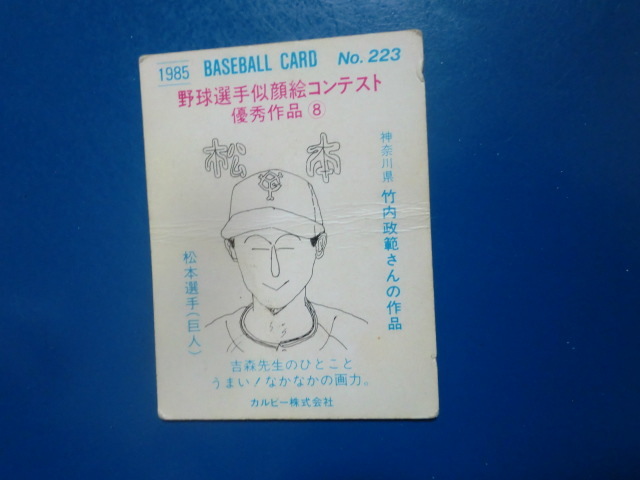 1985 BASEBALL CARD No. 223
野球選手似顔絵コンテスト
優秀作品⑧
松本
YG
神奈川県 竹内政範さんの作品
松本選手(巨人)
吉森先生のひとこと
うまい!なかなかの画力。
カルビー株式会社